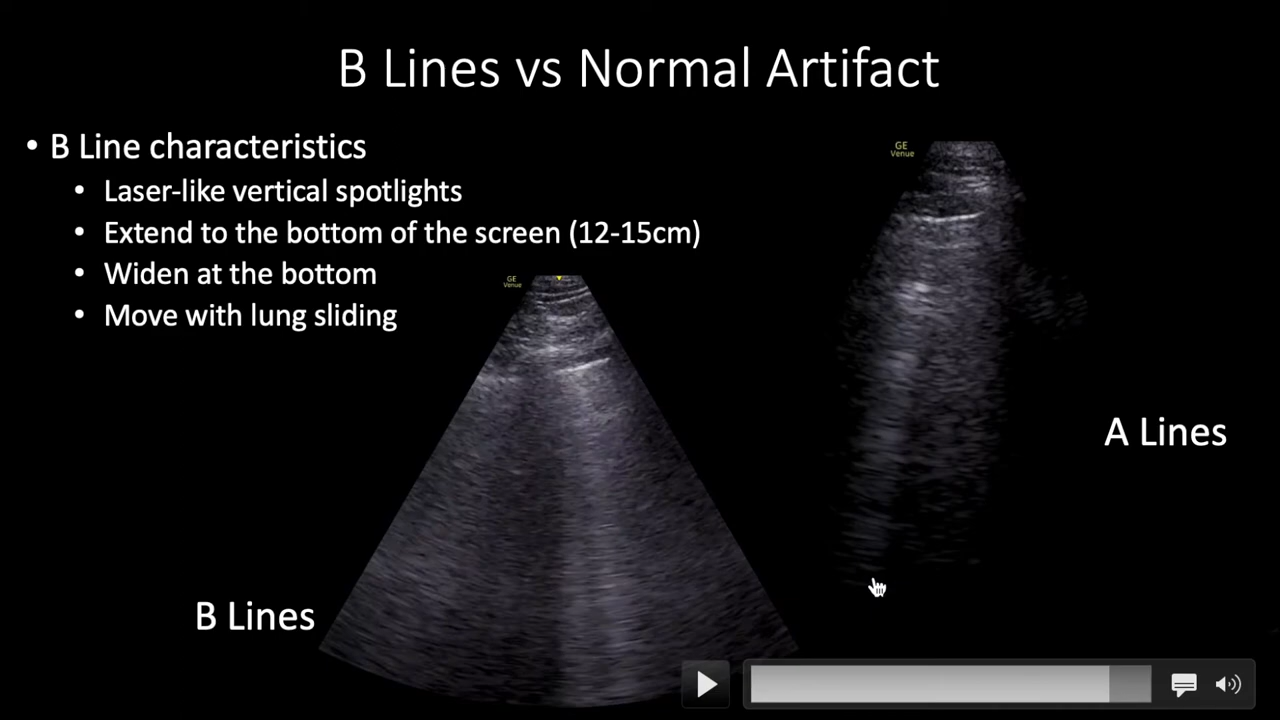 B Lines vs Normal Artifact
• B Line characteristics
• Laser-like vertical spotlights
• Extend to the bottom of the screen (12-15cm)
• Widen at the bottom
• Move with lung sliding
GE
Venue
B Lines
GE
Venue
A Lines